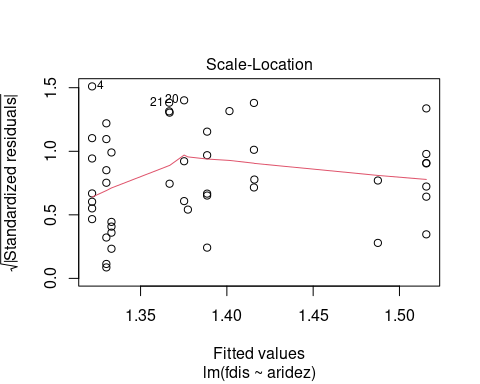 Scale-Location
√|Standardized residuals|
0.0 0.5 1.0 1.5
4
21 20
1.35 1.40 1.45 1.50
Fitted values
lm(fdis ~ aridez)